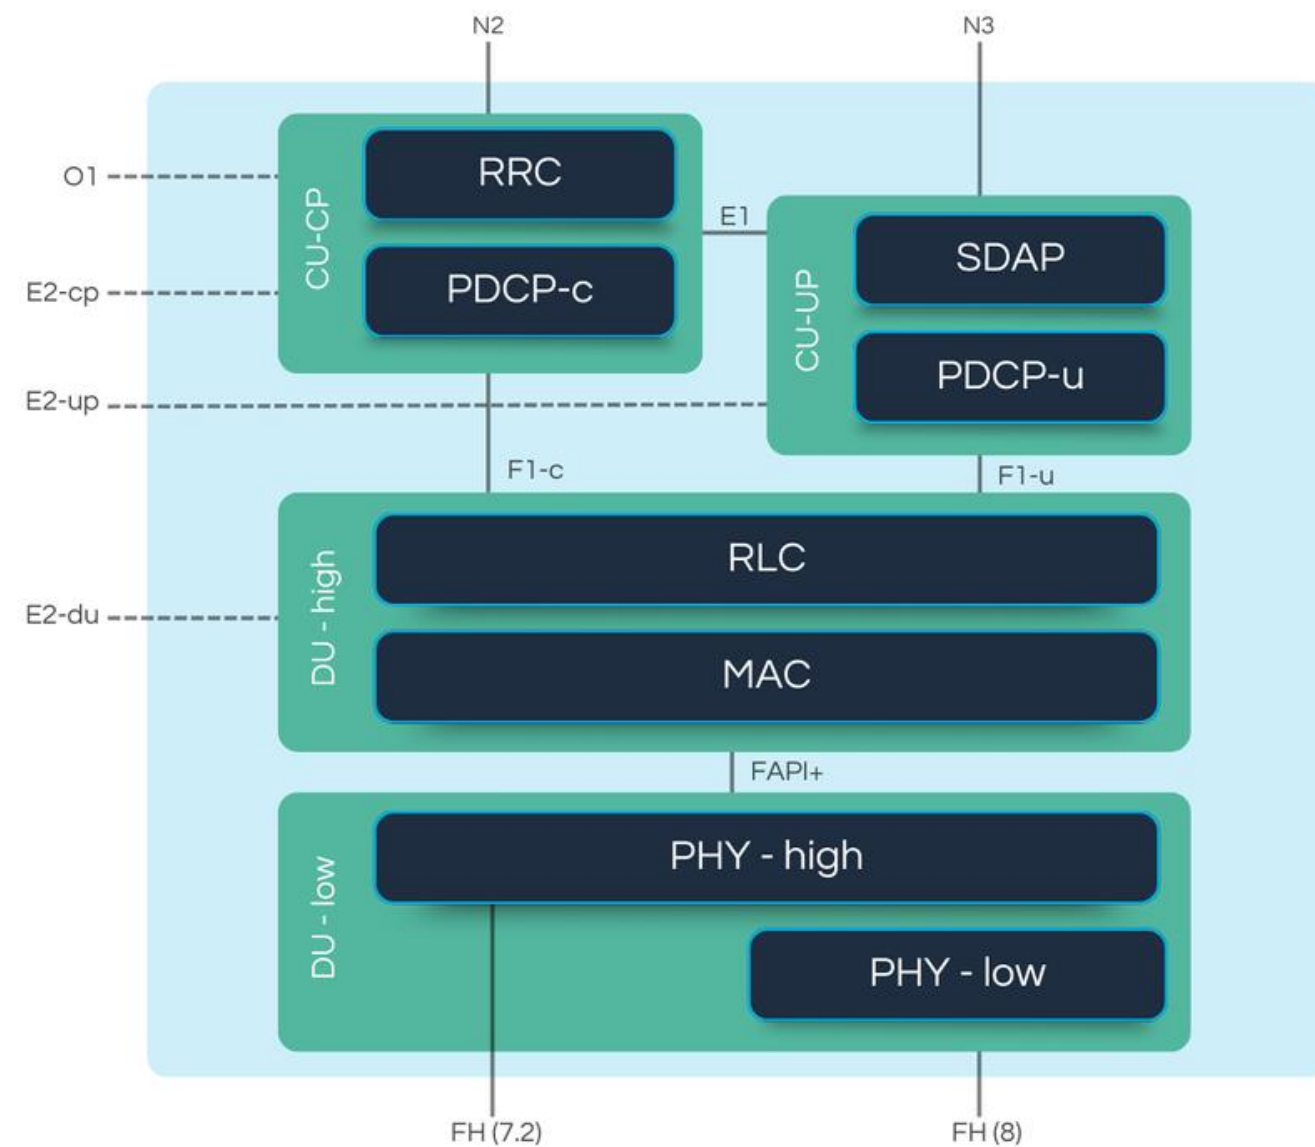 N2
N3
O1
CU-CP
RRC
E1
SDAP
E2-cp
PDCP-c
CU-UP
PDCP-u
E2-up
F1-c
F1-u
DU - high
RLC
E2-du
MAC
FAPI+
DU - low
PHY - high
PHY - low
FH (7.2)
FH (8)